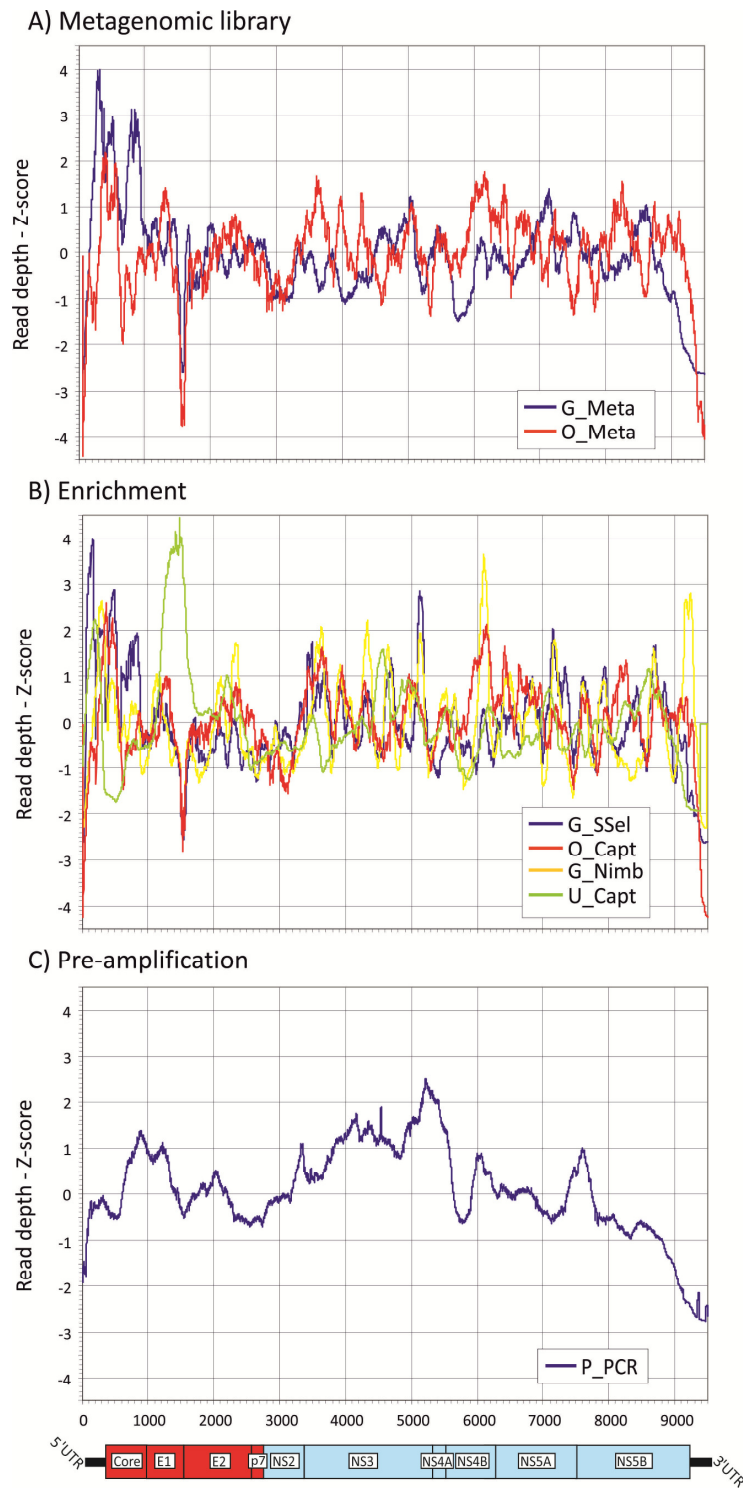 A) Metagenomic library
4
3
2
1
0
-1
-2
-3
-4
Read depth - Z-score
G_Meta
O_Meta
B) Enrichment
4
3
2
1
0
-1
-2
-3
-4
Read depth - Z-score
G_SSel
O_Capt
G_Nimb
U_Capt
C) Pre-amplification
4
3
2
1
0
-1
-2
-3
-4
Read depth - Z-score
P_PCR
0 1000 2000 3000 4000 5000 6000 7000 8000 9000
5'UTR Core E1 E2 p7 NS2 NS3 NS4A NS4B NS5A NS5B 3'UTR